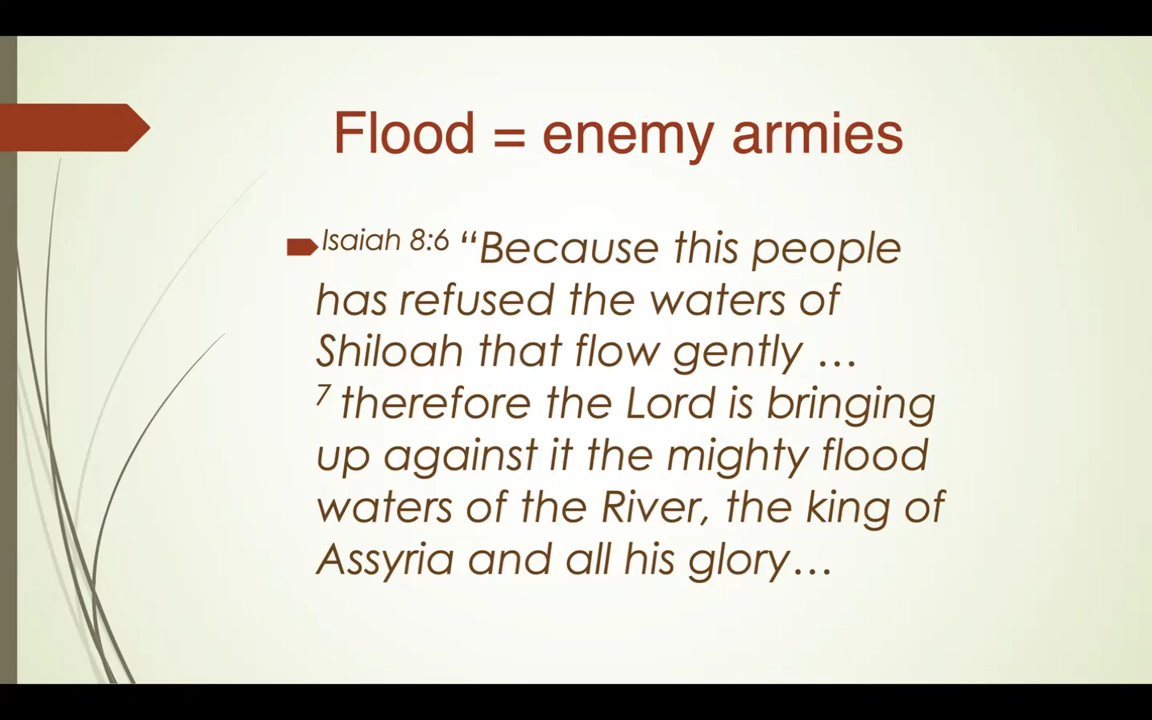 Flood = enemy armies
Isaiah 8:6 “Because this people
has refused the waters of
Shiloah that flow gently …
7 therefore the Lord is bringing
up against it the mighty flood
waters of the River, the king of
Assyria and all his glory…